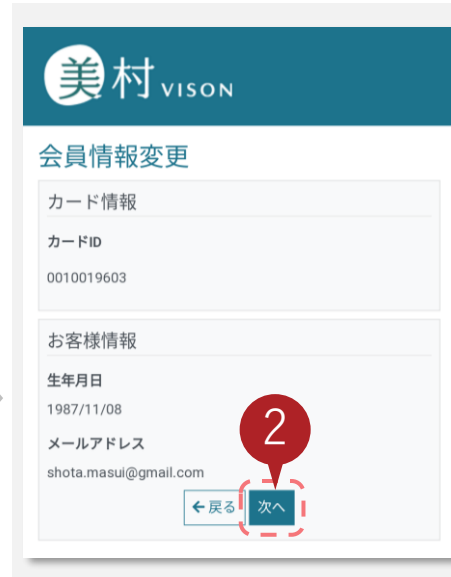 美村 VISON
会員情報変更
カード情報
カードID
0010019603
お客様情報
生年月日
1987/11/08
メールアドレス
shota.masui@gmail.com
2
←戻る 次へ